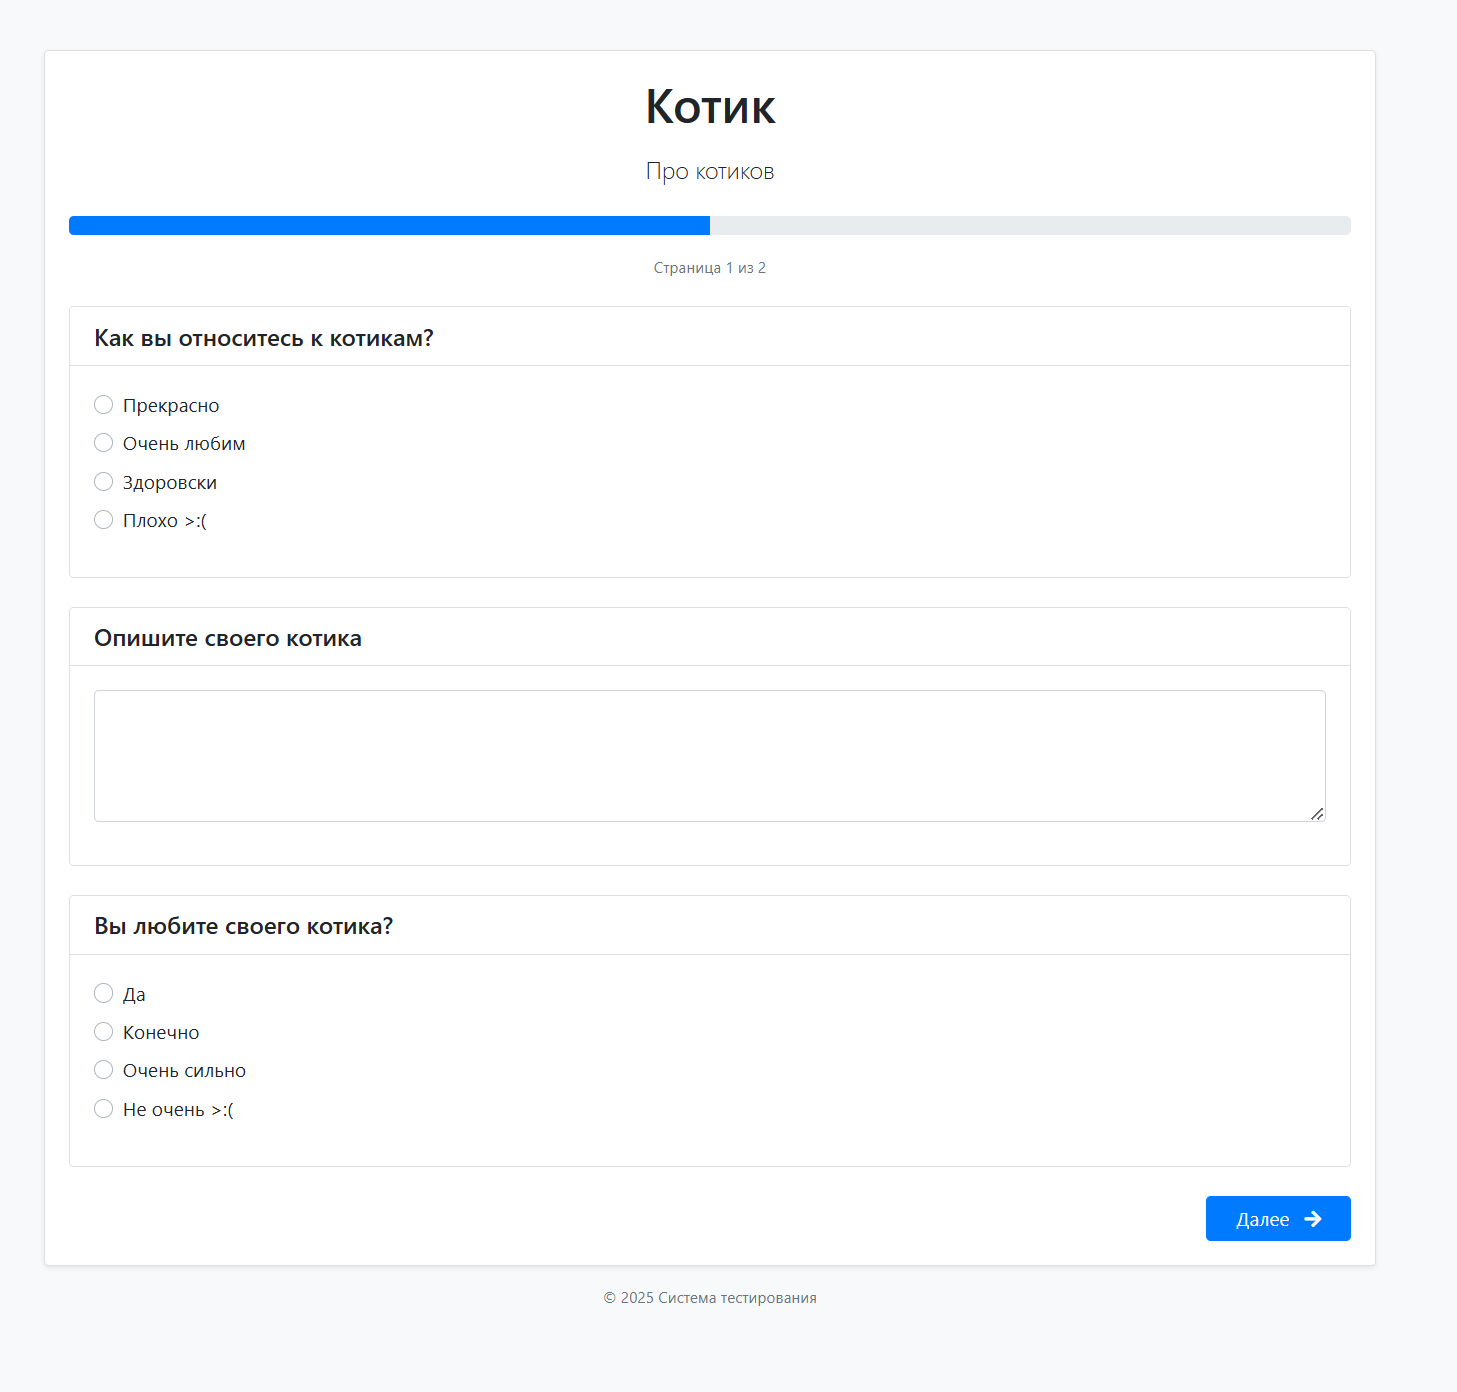 Котик
Про котиков
Страница 1 из 2
Как вы относитесь к котикам?
Прекрасно
Очень любим
Здоровски
Плохо >:(
Опишите своего котика
Вы любите своего котика?
Да
Конечно
Очень сильно
Не очень >:(
Далее
© 2025 Система тестирования